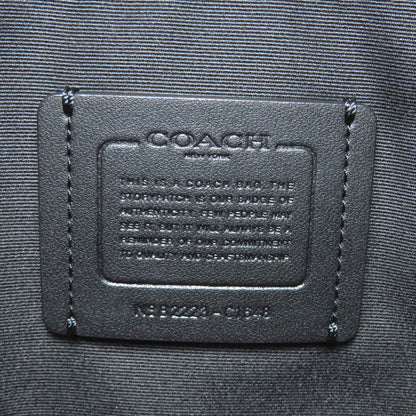 COACH
NEW YORK
THIS IS A COACH BAG. THE
STORYPATCH IS OUR BADGE OF
AUTHENTICITY. FEW PEOPLE MAY
SEE IT, BUT IT WILL ALWAYS BE A
REMINDER OF OUR COMMITMENT
TO QUALITY AND CRAFTSMANSHIP.